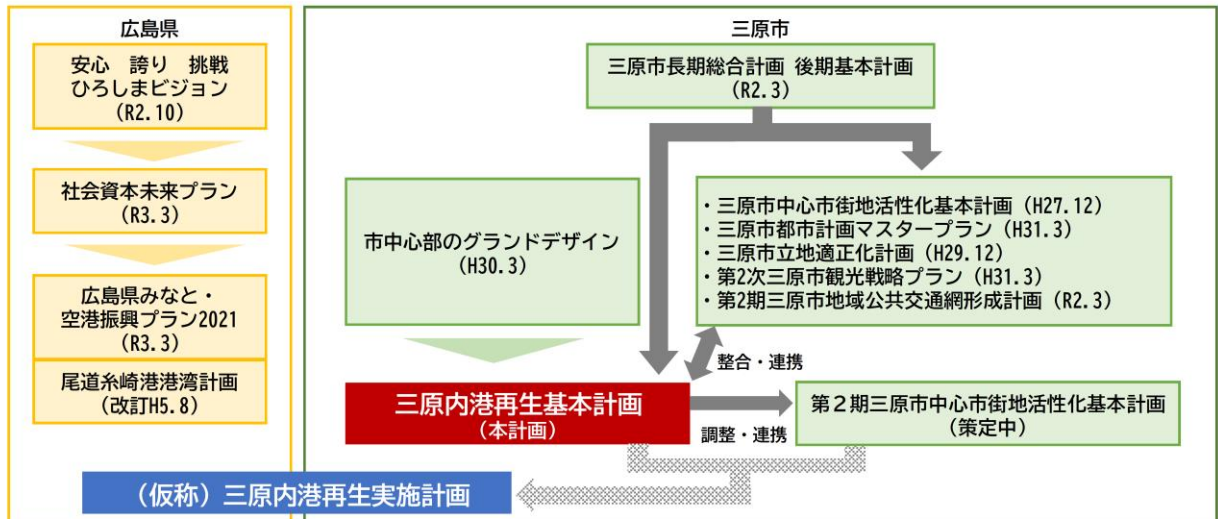 広島県
安心 誇り 挑戦
ひろしまビジョン
(R2.10)
社会資本未来プラン
(R3.3)
広島県みなと・
空港振興プラン2021
(R3.3)
尾道糸崎港港湾計画
(改訂H5.8)
三原市
三原市長期総合計画 後期基本計画
(R2.3)
市中心部のグランドデザイン
(H30.3)
・三原市中心市街地活性化基本計画(H27.12)
・三原市都市計画マスタープラン(H31.3)
・三原市立地適正化計画(H29.12)
・第2次三原市観光戦略プラン(H31.3)
・第2期三原市地域公共交通網形成計画(R2.3)
整合・連携
三原内港再生基本計画
(本計画)
調整・連携
第２期三原市中心市街地活性化基本計画
(策定中)
(仮称)三原内港再生実施計画